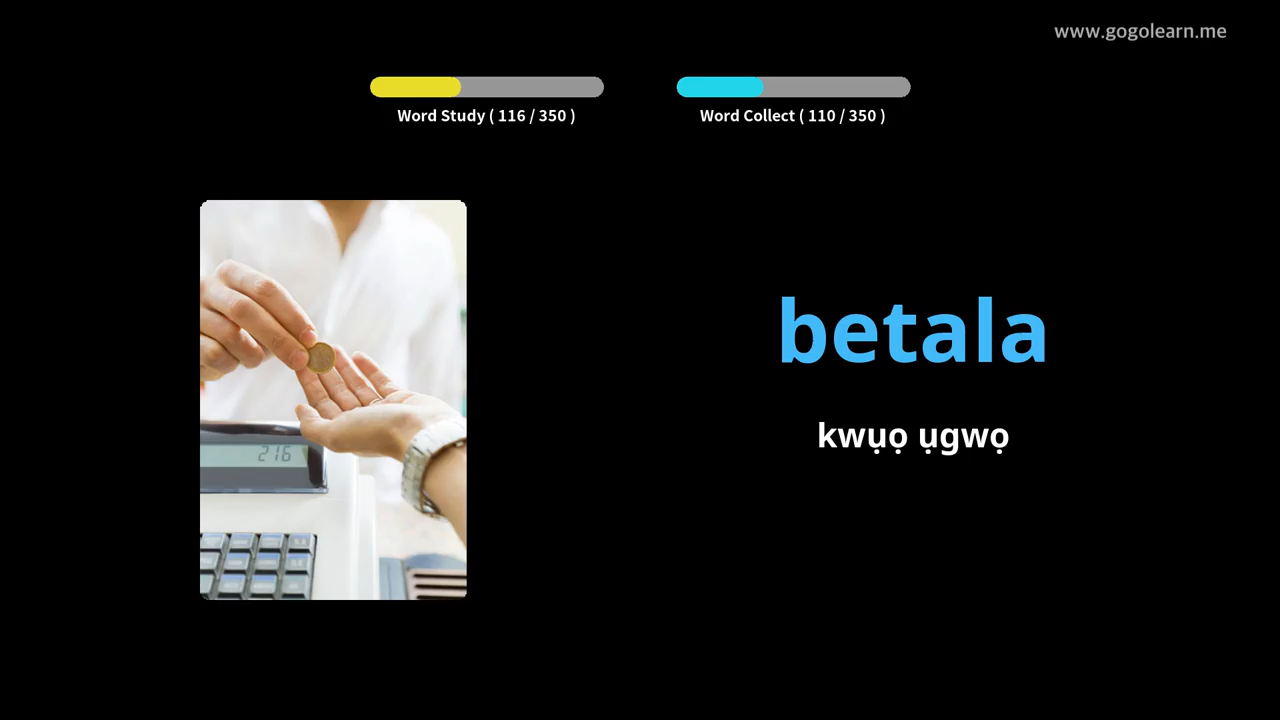 www.gogolearn.me
Word Study ( 116 / 350 )
Word Collect ( 110 / 350 )
betala
kwụọ ụgwọ
216